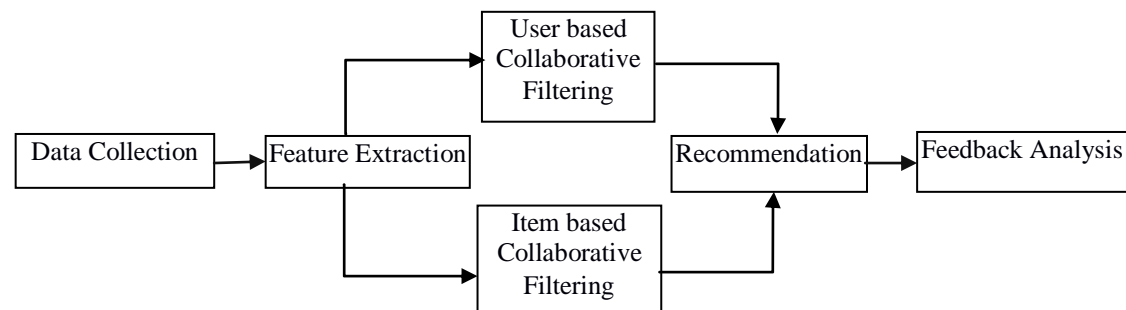 User based
Collaborative
Filtering
Data Collection
Feature Extraction
Recommendation
Feedback Analysis
Item based
Collaborative
Filtering